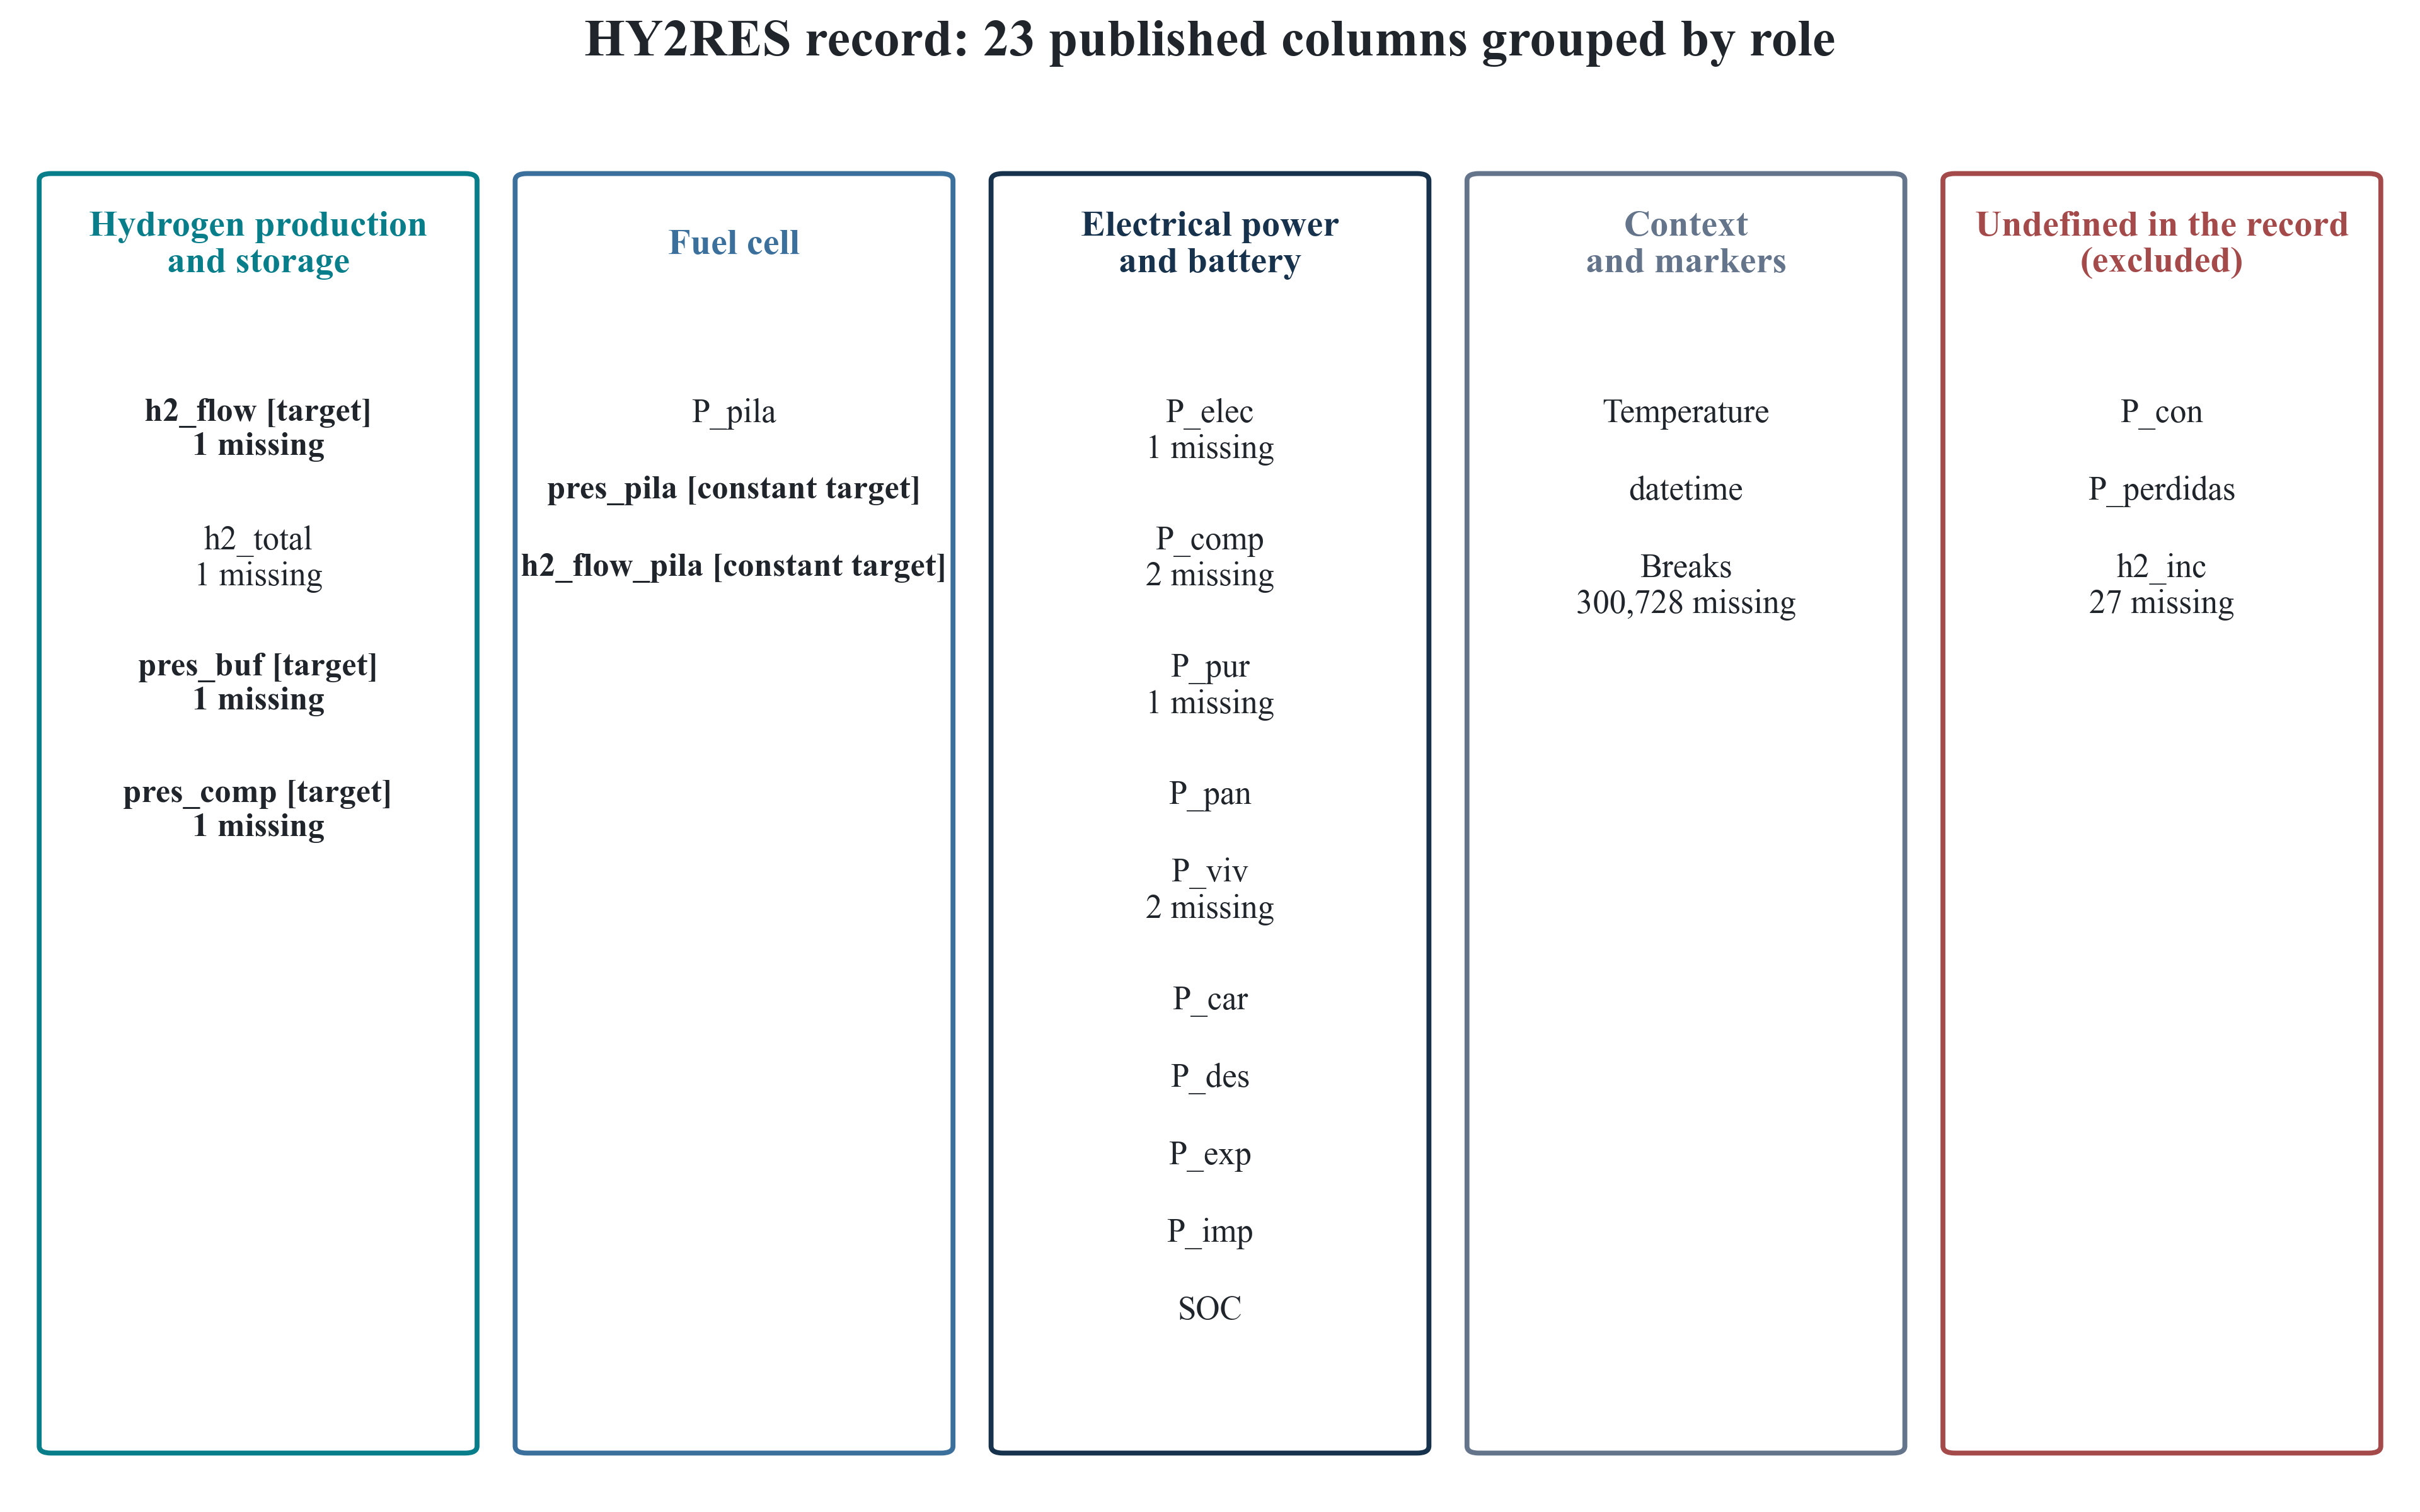 HY2RES record: 23 published columns grouped by role
Hydrogen production
and storage
h2_flow [target]
1 missing
h2_total
1 missing
pres_buf [target]
1 missing
pres_comp [target]
1 missing
Fuel cell
P_pila
pres_pila [constant target]
h2_flow_pila [constant target]
Electrical power
and battery
P_elec
1 missing
P_comp
2 missing
P_pur
1 missing
P_pan
P_viv
2 missing
P_car
P_des
P_exp
P_imp
SOC
Context
and markers
Temperature
datetime
Breaks
300,728 missing
Undefined in the record
(excluded)
P_con
P_perdidas
h2_inc
27 missing